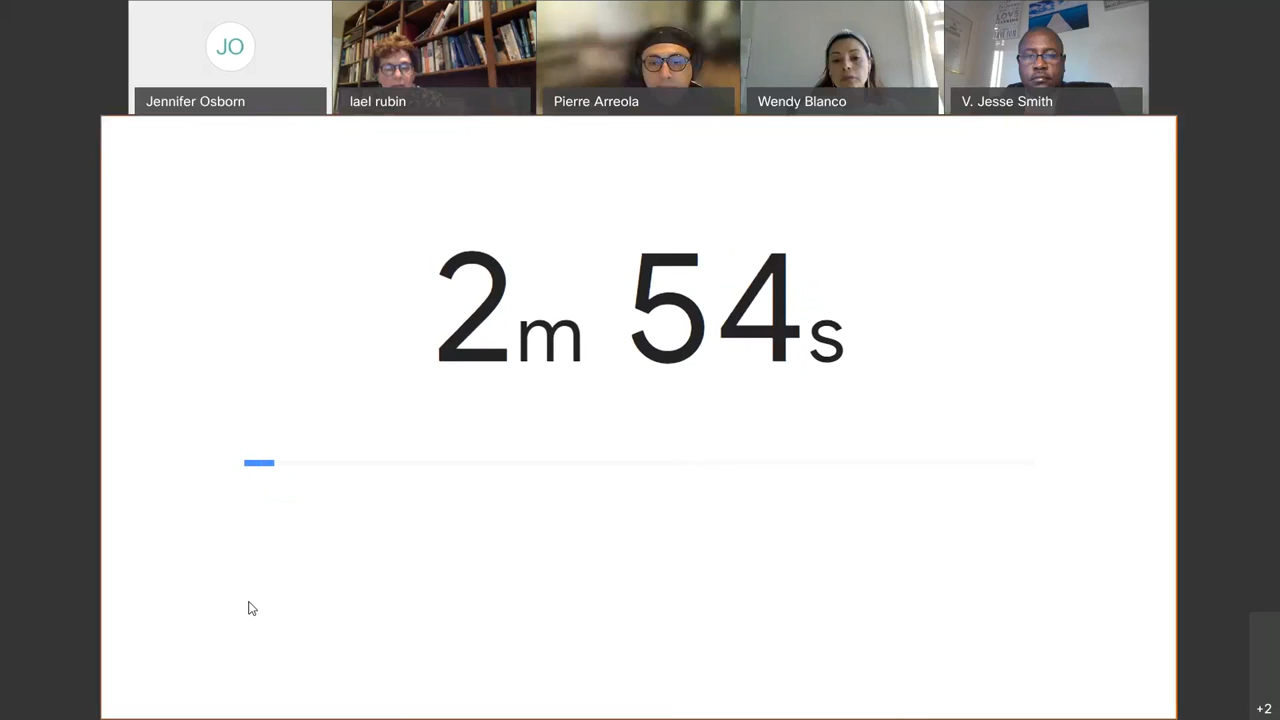 JO
Jennifer Osborn
lael rubin
Pierre Arreola
Wendy Blanco
V. Jesse Smith
2m 54s
+2